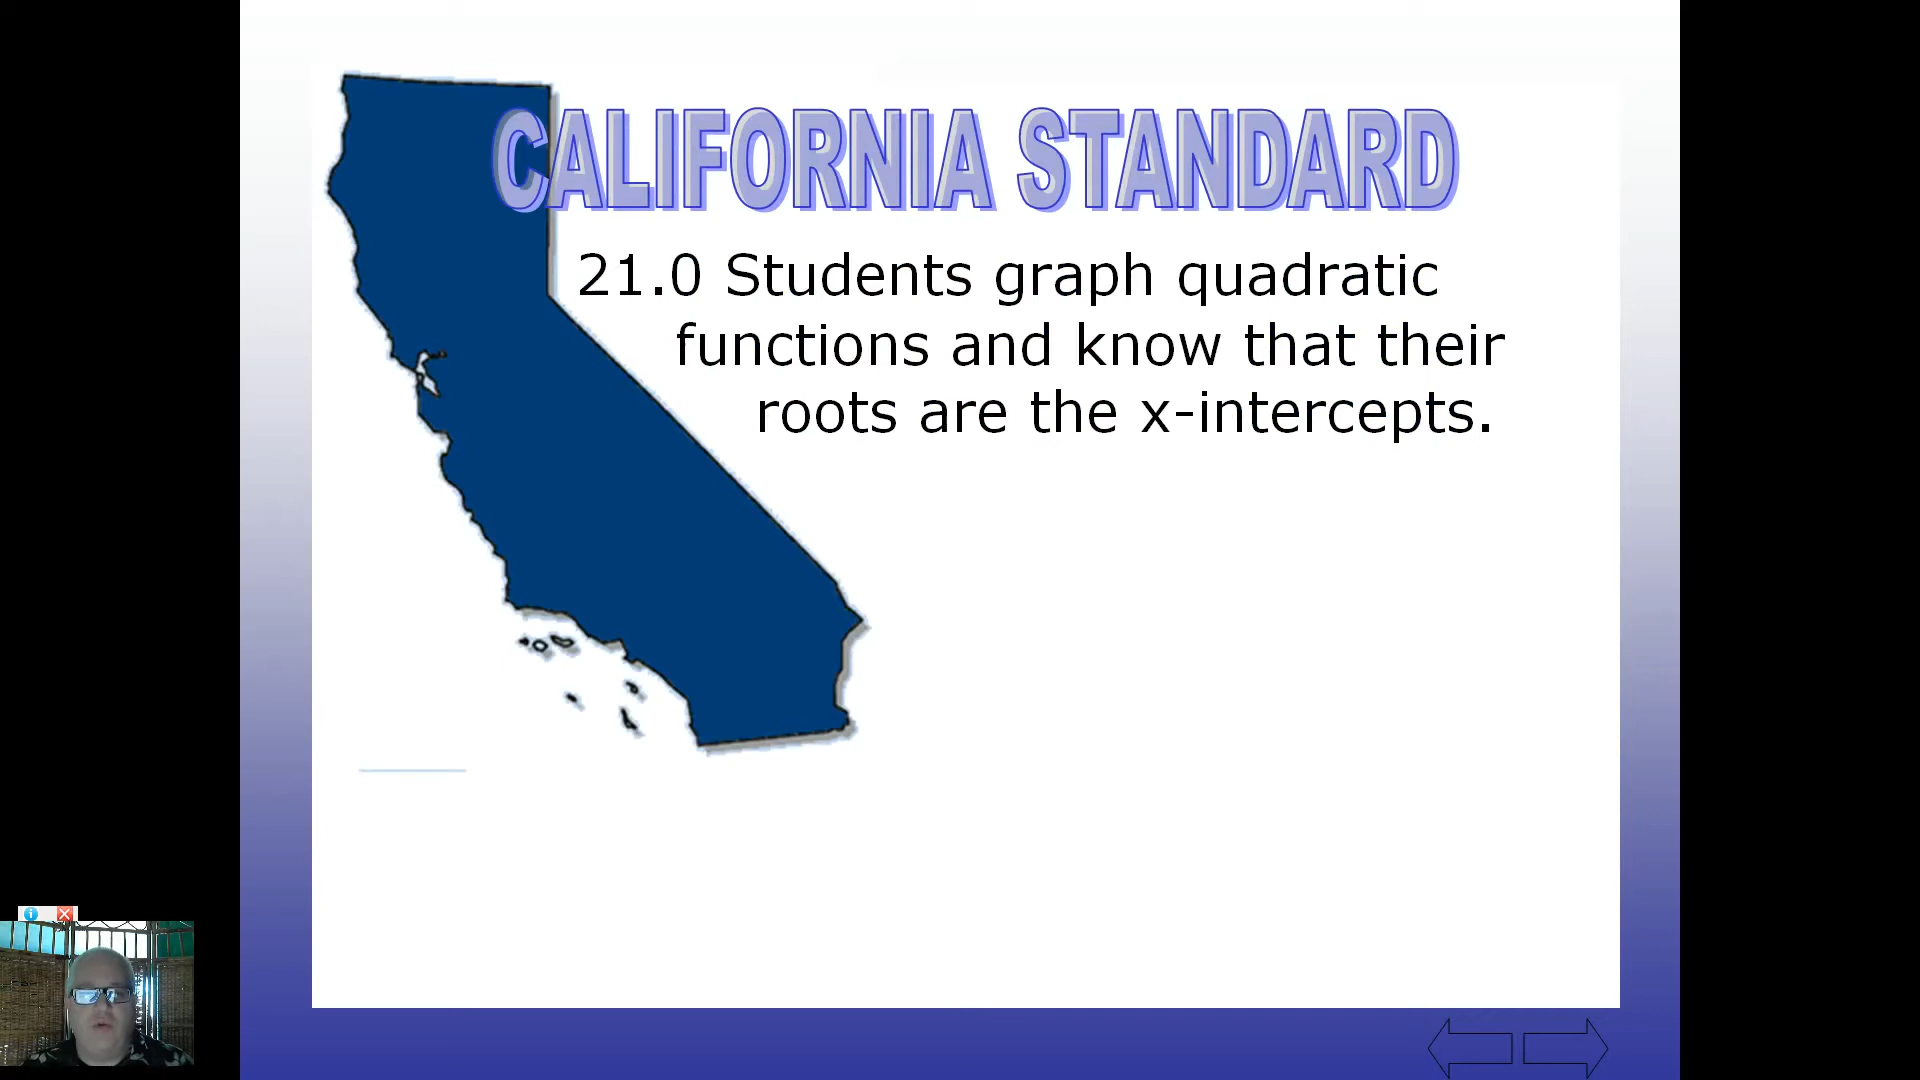 CALIFORNIA STANDARD
21.0 Students graph quadratic
functions and know that their
roots are the x-intercepts.